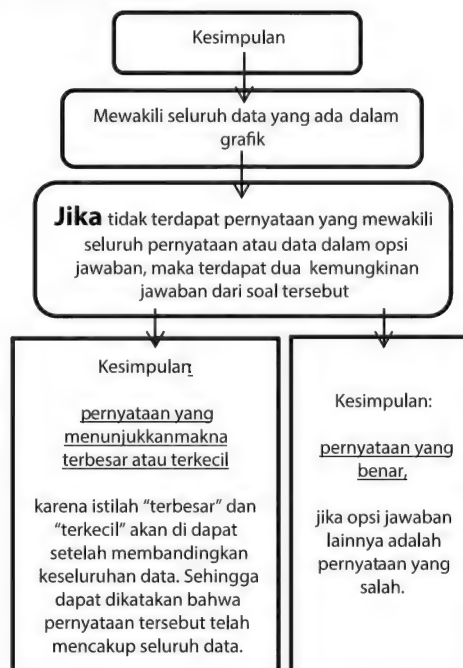 Kesimpulan
Mewakili seluruh data yang ada dalam
grafik
Jika tidak terdapat pernyataan yang mewakili
seluruh pernyataan atau data dalam opsi
jawaban, maka terdapat dua kemungkinan
jawaban dari soal tersebut
Kesimpulan:
pernyataan yang
menunjukkanmakna
terbesar atau terkecil
karena istilah “terbesar” dan
“terkecil” akan di dapat
setelah membandingkan
keseluruhan data. Sehingga
dapat dikatakan bahwa
pernyataan tersebut telah
mencakup seluruh data.
Kesimpulan:
pernyataan yang
benar,
jika opsi jawaban
lainnya adalah
pernyataan yang
salah.